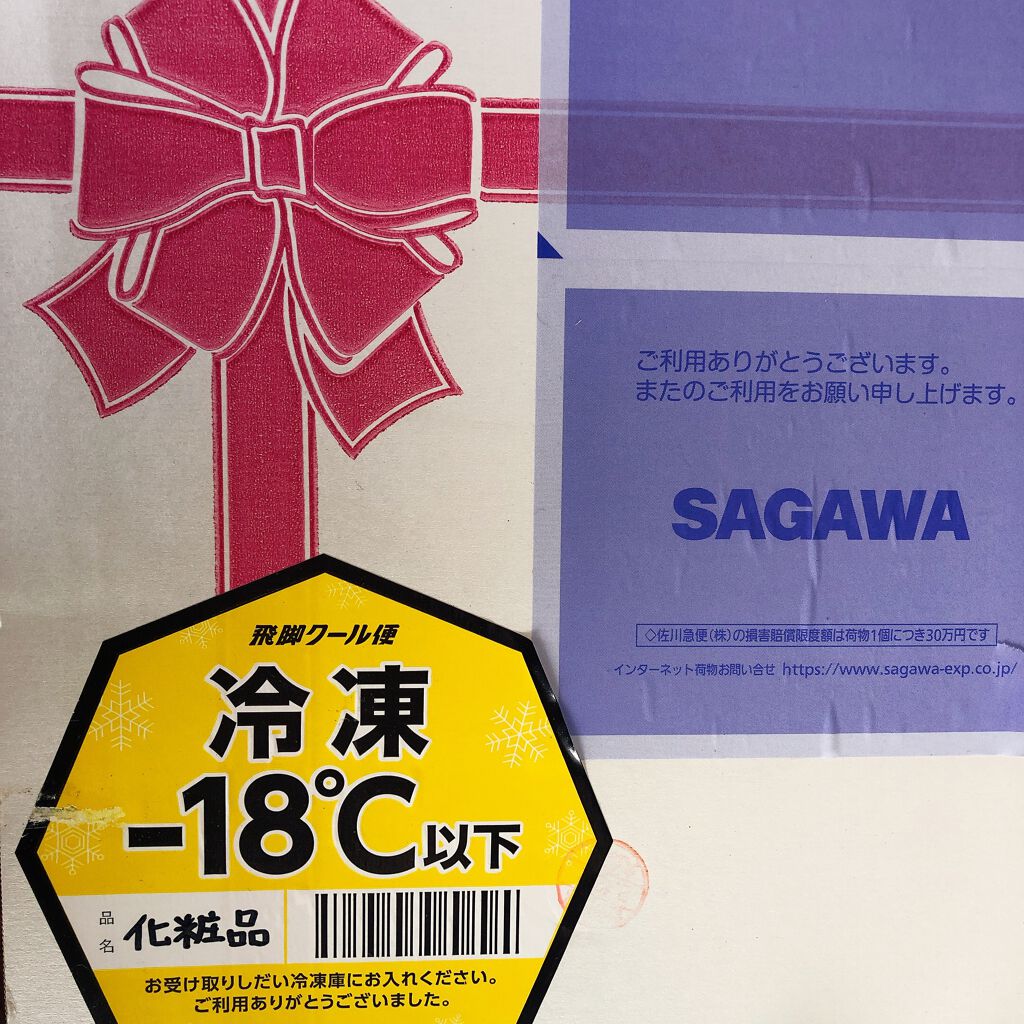 ご利用ありがとうございます。
またのご利用をお願い申し上げます。
SAGAWA
◇佐川急便(株)の損害賠償限度額は荷物1個につき30万円です
インターネット荷物お問い合せ https://www.sagawa-exp.co.jp/
飛脚クール便
冷凍
-18℃以下
品名 化粧品
お受け取りしだい冷凍庫にお入れください。
ご利用ありがとうございました。